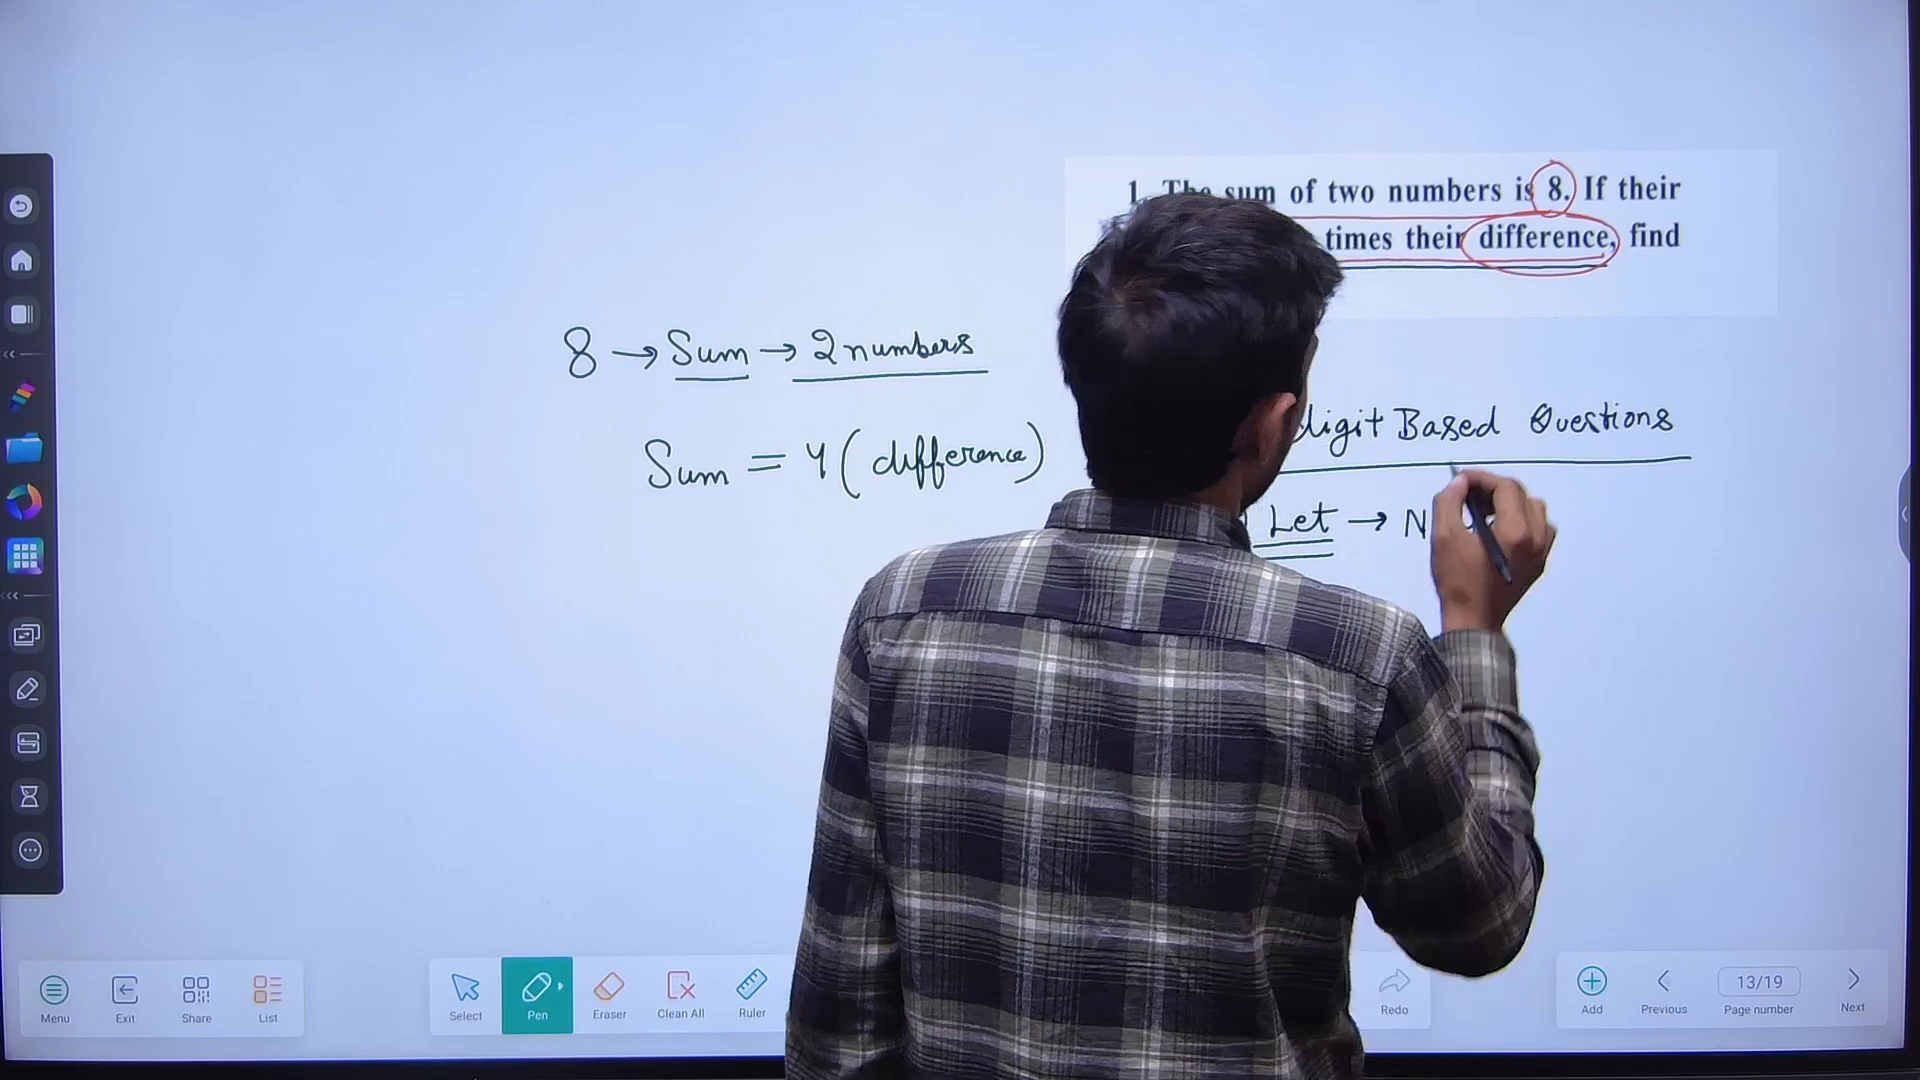 1. The sum of two numbers is 8. If their
times their difference, find
8 → Sum → 2 numbers
Sum = 4 (difference)
digit Based Questions
Let → N
Menu
Exit
Share
List
Select
Pen
Eraser
Clean All
Ruler
Redo
Add
Previous
13/19
Page number
Next